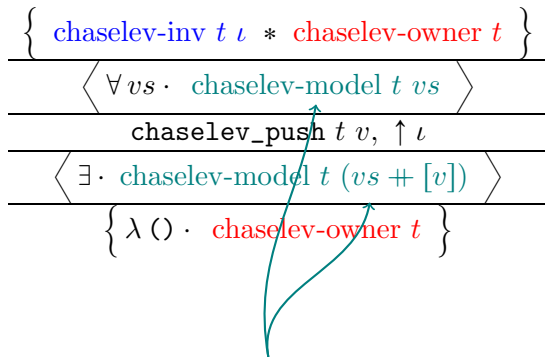 { chaselev-inv t ι ∗ chaselev-owner t }
⟨ ∀ vs · chaselev-model t vs ⟩
chaselev_push t v, ↑ ι
⟨ ∃ · chaselev-model t (vs ++ [v]) ⟩
{ λ () · chaselev-owner t }